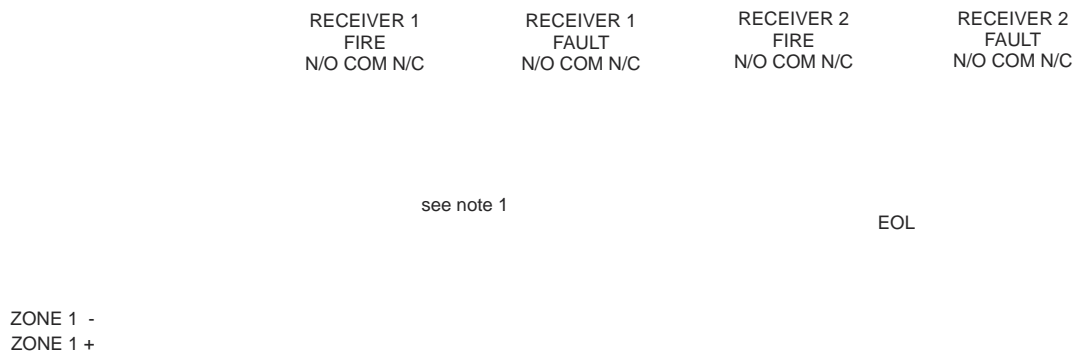 RECEIVER 1
FIRE
N/O COM N/C
RECEIVER 1
FAULT
N/O COM N/C
RECEIVER 2
FIRE
N/O COM N/C
RECEIVER 2
FAULT
N/O COM N/C
see note 1
EOL
ZONE 1 -
ZONE 1 +